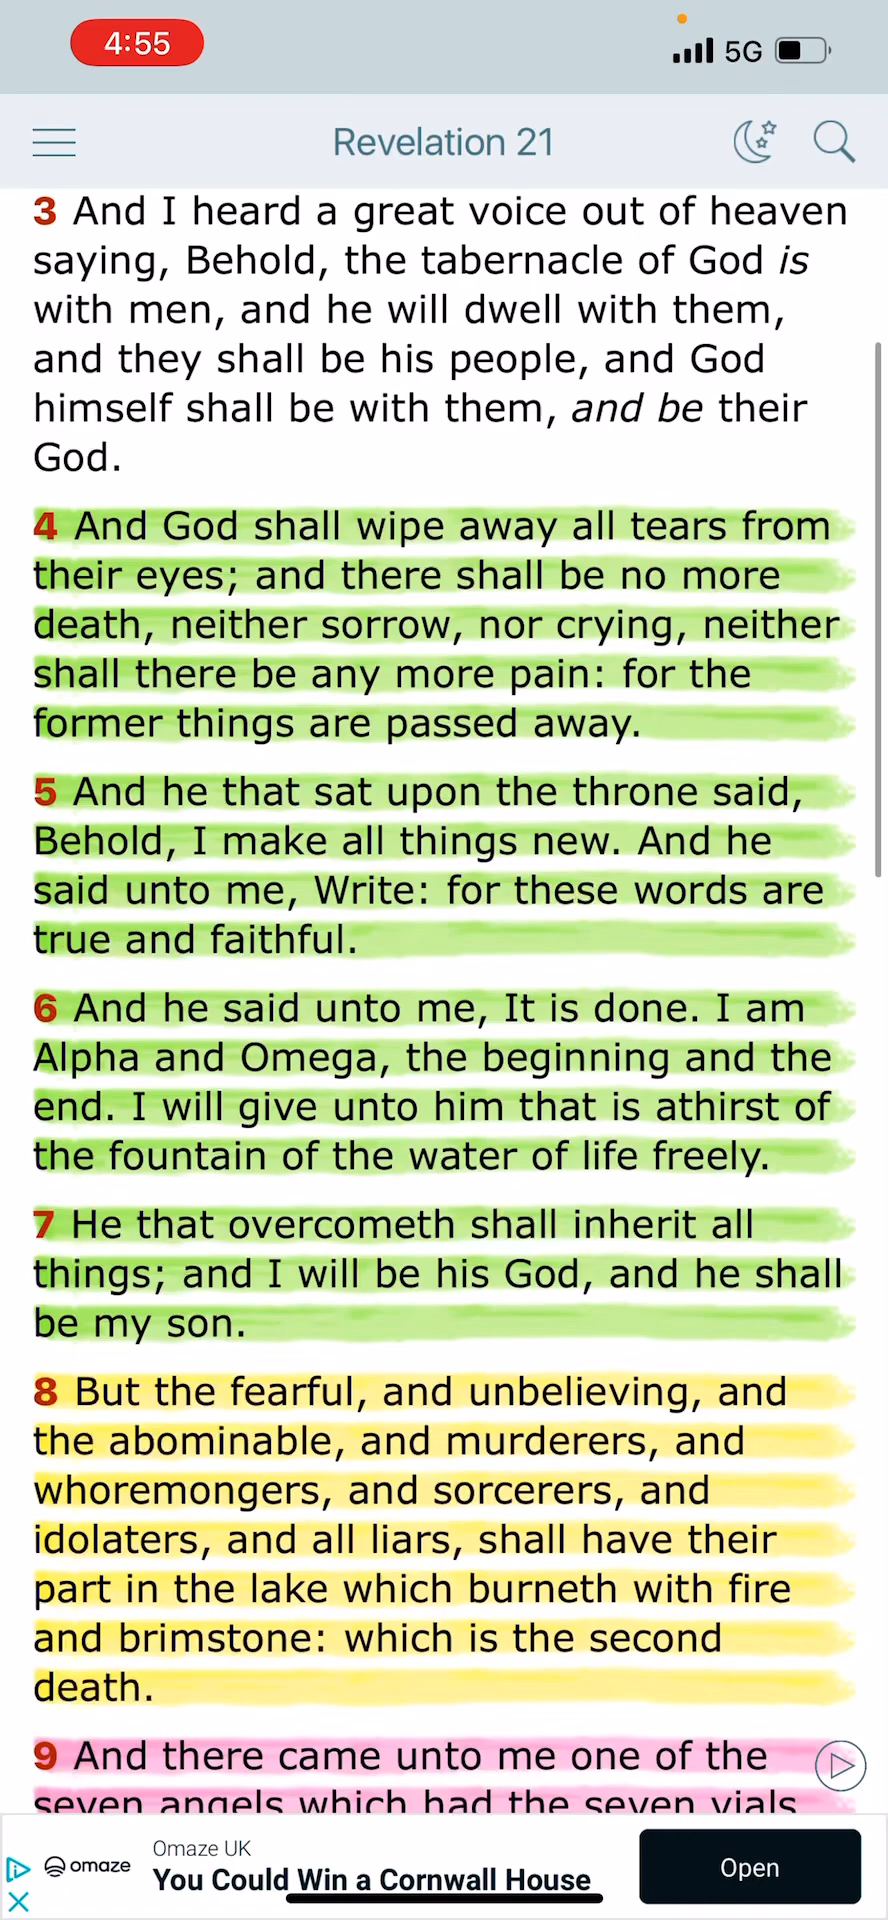 4:55
5G
Revelation 21
3 And I heard a great voice out of heaven
saying, Behold, the tabernacle of God is
with men, and he will dwell with them,
and they shall be his people, and God
himself shall be with them, and be their
God.
4 And God shall wipe away all tears from
their eyes; and there shall be no more
death, neither sorrow, nor crying, neither
shall there be any more pain: for the
former things are passed away.
5 And he that sat upon the throne said,
Behold, I make all things new. And he
said unto me, Write: for these words are
true and faithful.
6 And he said unto me, It is done. I am
Alpha and Omega, the beginning and the
end. I will give unto him that is athirst of
the fountain of the water of life freely.
7 He that overcometh shall inherit all
things; and I will be his God, and he shall
be my son.
8 But the fearful, and unbelieving, and
the abominable, and murderers, and
whoremongers, and sorcerers, and
idolaters, and all liars, shall have their
part in the lake which burneth with fire
and brimstone: which is the second
death.
9 And there came unto me one of the
seven angels which had the seven vials
omaze
Omaze UK
You Could Win a Cornwall House
Open